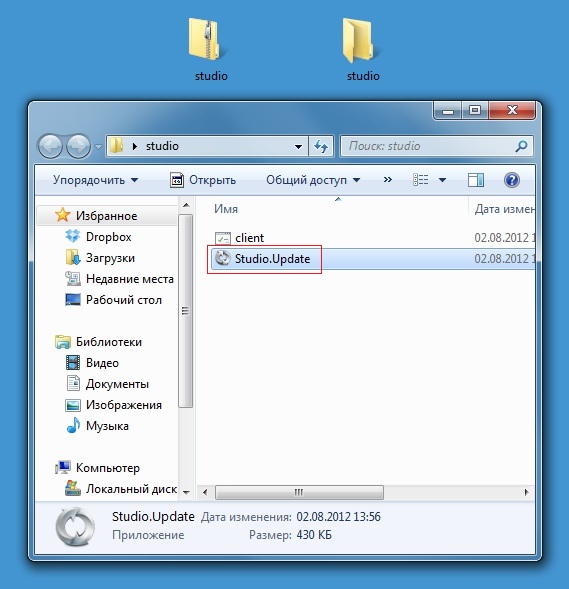 studio
studio
studio
Поиск: studio
Упорядочить
Открыть
Общий доступ
»
Имя
Дата измен
Избранное
Dropbox
Загрузки
Недавние места
Рабочий стол
Библиотеки
Видео
Документы
Изображения
Музыка
Компьютер
Локальный диск
client
02.08.2012 1
Studio.Update
02.08.2012 1
Studio.Update Дата изменения: 02.08.2012 13:56
Приложение Размер: 430 КБ